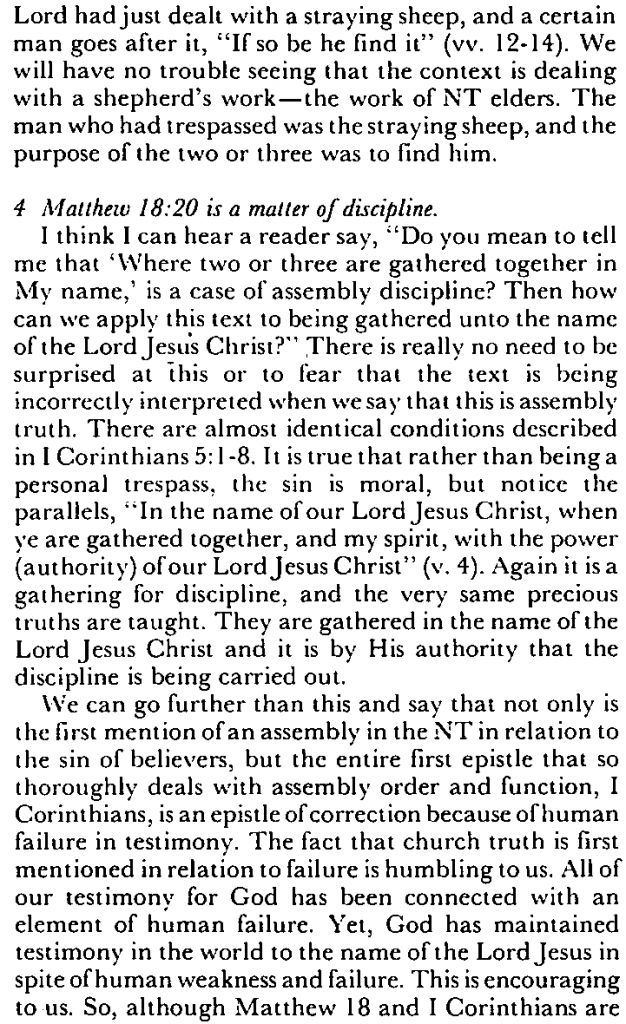 Lord had just dealt with a straying sheep, and a certain
man goes after it, “If so be he find it” (vv. 12-14). We
will have no trouble seeing that the context is dealing
with a shepherd’s work—the work of NT elders. The
man who had trespassed was the straying sheep, and the
purpose of the two or three was to find him.

4 Matthew 18:20 is a matter of discipline.
I think I can hear a reader say, “Do you mean to tell
me that ‘Where two or three are gathered together in
My name,’ is a case of assembly discipline? Then how
can we apply this text to being gathered unto the name
of the Lord Jesus Christ?” There is really no need to be
surprised at this or to fear that the text is being
incorrectly interpreted when we say that this is assembly
truth. There are almost identical conditions described
in I Corinthians 5:1-8. It is true that rather than being a
personal trespass, the sin is moral, but notice the
parallels, “In the name of our Lord Jesus Christ, when
ye are gathered together, and my spirit, with the power
(authority) of our Lord Jesus Christ” (v. 4). Again it is a
gathering for discipline, and the very same precious
truths are taught. They are gathered in the name of the
Lord Jesus Christ and it is by His authority that the
discipline is being carried out.
We can go further than this and say that not only is
the first mention of an assembly in the NT in relation to
the sin of believers, but the entire first epistle that so
thoroughly deals with assembly order and function, I
Corinthians, is an epistle of correction because of human
failure in testimony. The fact that church truth is first
mentioned in relation to failure is humbling to us. All of
our testimony for God has been connected with an
element of human failure. Yet, God has maintained
testimony in the world to the name of the Lord Jesus in
spite of human weakness and failure. This is encouraging
to us. So, although Matthew 18 and I Corinthians are